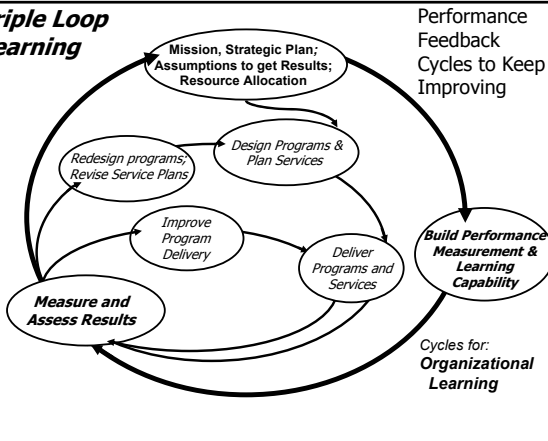 riple Loop
earning
Performance
Feedback
Cycles to Keep
Improving
Mission, Strategic Plan;
Assumptions to get Results;
Resource Allocation
Design Programs &
Plan Services
Redesign programs;
Revise Service Plans
Improve
Program
Delivery
Deliver
Programs and
Services
Build Performance
Measurement &
Learning
Capability
Measure and
Assess Results
Cycles for:
Organizational
Learning